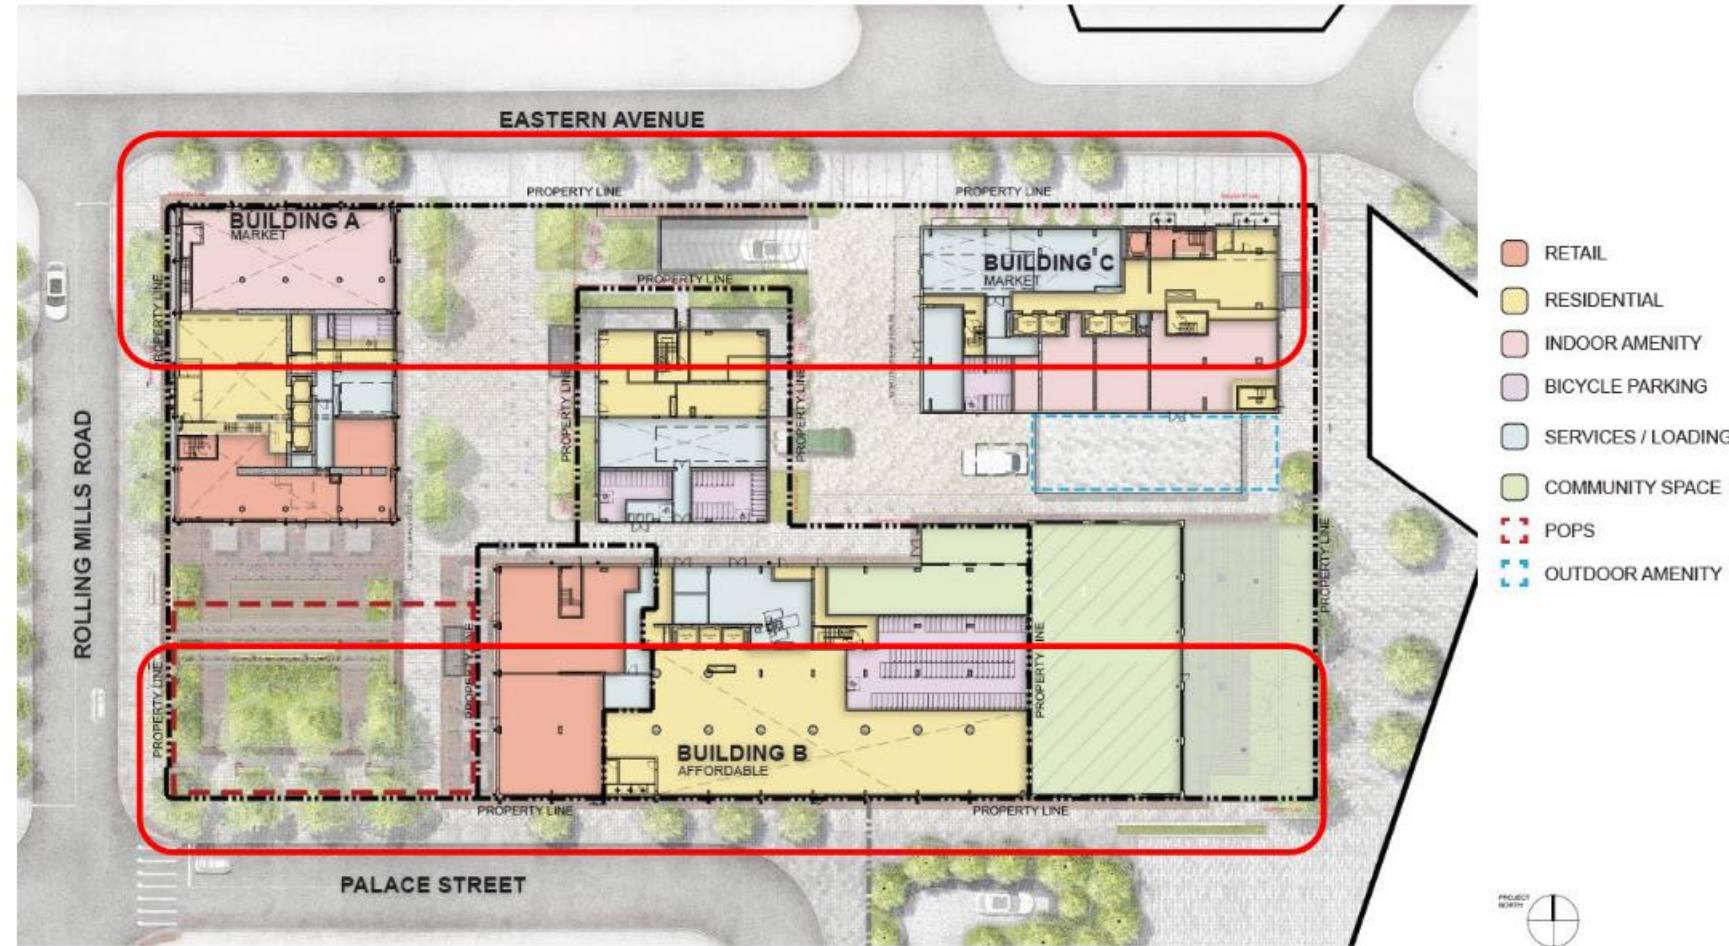 EASTERN AVENUE
PROPERTY LINE
PROPERTY LINE
BUILDING A
MARKET
BUILDING C
MARKET
PROPERTY LINE
PROPERTY LINE
PROPERTY LINE
PROPERTY LINE
ROLLING MILLS ROAD
PROPERTY LINE
PROPERTY LINE
PROPERTY LINE
PROPERTY LINE
BUILDING B
AFFORDABLE
PROPERTY LINE
PROPERTY LINE
PALACE STREET
RETAIL
RESIDENTIAL
INDOOR AMENITY
BICYCLE PARKING
SERVICES / LOADING
COMMUNITY SPACE
POPS
OUTDOOR AMENITY
PROJECT
NORTH